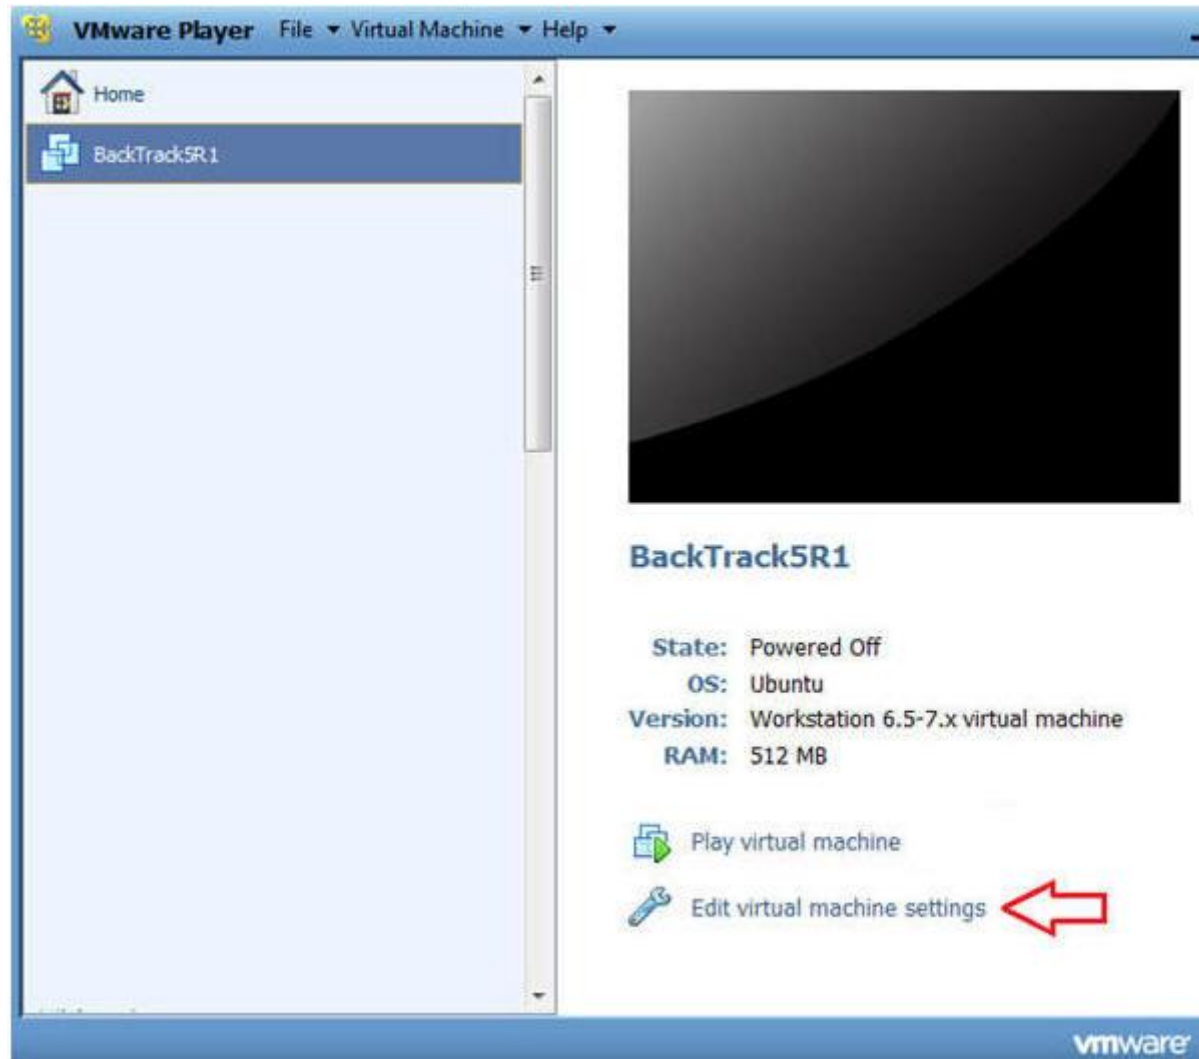 VMware Player File Virtual Machine Help
Home
BackTrack5R1
BackTrack5R1
State: Powered Off
OS: Ubuntu
Version: Workstation 6.5-7.x virtual machine
RAM: 512 MB
Play virtual machine
Edit virtual machine settings
vmware